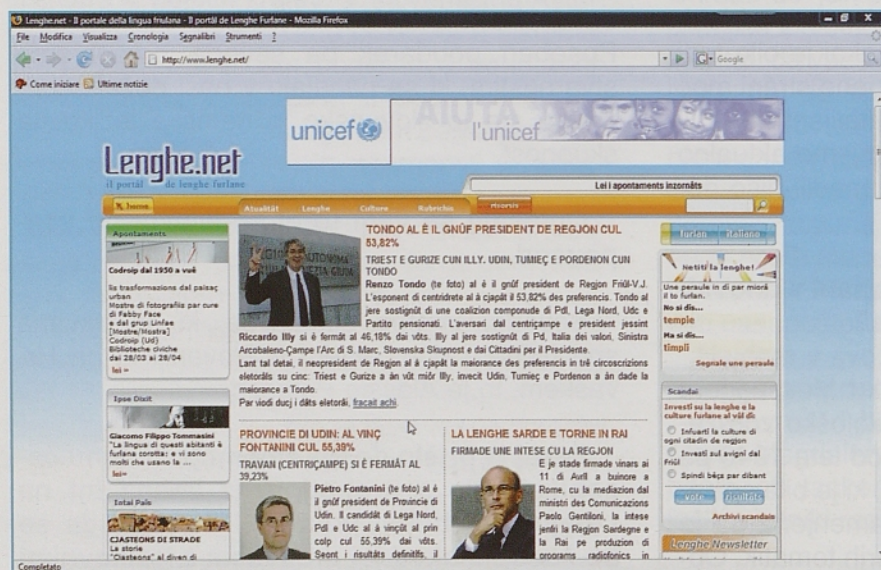 Lenghe.net - Il portale della lingua friulana - Il portâl de Lenghe Furlane - Mozilla Firefox
File Modifica Visualizza Cronologia Segnalibri Strumenti ?
http://www.lenghe.net/
Google
Come iniziare Ultime notizie
unicef
AIUTA
l'unicef
Lenghe.net
il portâl de lenghe furlane
Lei i apontaments inzornâts
home
Atualitât Lenghe Culture Rubrichis
risorsis
furlan italiano
Apontaments
Codroip dal 1950 a vuê
lis trasformazions dal paisaç
urban
Mostre di fotografiis par cure
di Fabby Face
e dal grup Linfae
[Mostre/Mostra]
Codroip (Ud)
Biblioteche civiche
dai 28/03 ai 28/04
lei »
Ipse Dixit
Giacomo Filippo Tommasini
"La lingua di questi abitanti è
furlana corotta: e vi sono
molti che usano la ...
lei»
Intai Paîs
CJASTEONS DI STRADE
La storie
"Cjasteons" al diven di
TONDO AL È IL GNÛF PRESIDENT DE REGJON CUL
53,82%
TRIEST E GURIZE CUN ILLY. UDIN, TUMIEÇ E PORDENON CUN
TONDO
Renzo Tondo (te foto) al è il gnûf president de Regjon Friûl-V.J.
L'esponent di centridrete al à cjapât il 53,82% des preferencis. Tondo al
jere sostignût di une coalizion componude di Pdl, Lega Nord, Udc e
Partito pensionati. L'aversari dal centriçampe e president jessint
Riccardo Illy si è fermât al 46,18% dai vôts. Illy al jere sostignût di Pd, Italia dei valori, Sinistra
Arcobaleno-Çampe l'Arc di S. Marc, Slovenska Skupnost e dai Cittadini per il Presidente.
Lant tal detai, il neopresident de Regjon al à cjapât la maiorance des preferencis in trê circoscrizions
eletorâls su cinc: Triest e Gurize a àn vût miôr Illy, invecit Udin, Tumieç e Pordenon a àn dade la
maiorance a Tondo.
Par viodi ducj i dâts eletorâi, fracait achì.
PROVINCIE DI UDIN: AL VINÇ
FONTANINI CUL 55,39%
TRAVAN (CENTRIÇAMPE) SI È FERMÂT AL
39,23%
Pietro Fontanini (te foto) al è
il gnûf president de Provincie di
Udin. Il candidât di Lega Nord,
Pdl e Udc al à vinçût al prin
colp cul 55,39% dai vôts.
Seont i risultâts definitîfs, il
LA LENGHE SARDE E TORNE IN RAI
FIRMADE UNE INTESE CU LA REGJON
E je stade firmade vinars ai
11 di Avrîl a buinore a
Rome, cu la mediazion dal
ministri des Comunicazions
Paolo Gentiloni, la intese
jenfri la Regjon Sardegne e
la Rai pe produzion di
programs radiofonics in
Netiti la lenghe!
Une peraule in dì par miorâ
il to furlan.
No si dîs...
temple
Ma si dîs...
timpli
Segnale une peraule
Scandai
Investî su la lenghe e la
culture furlane al vûl dî:
Infuartî la culture di
ogni citadin de regjon
Investî sul avignî dal
Friûl
Spindi bêçs par dibant
vote risultâts
Archivi scandais
Lenghe Newsletter
Completato